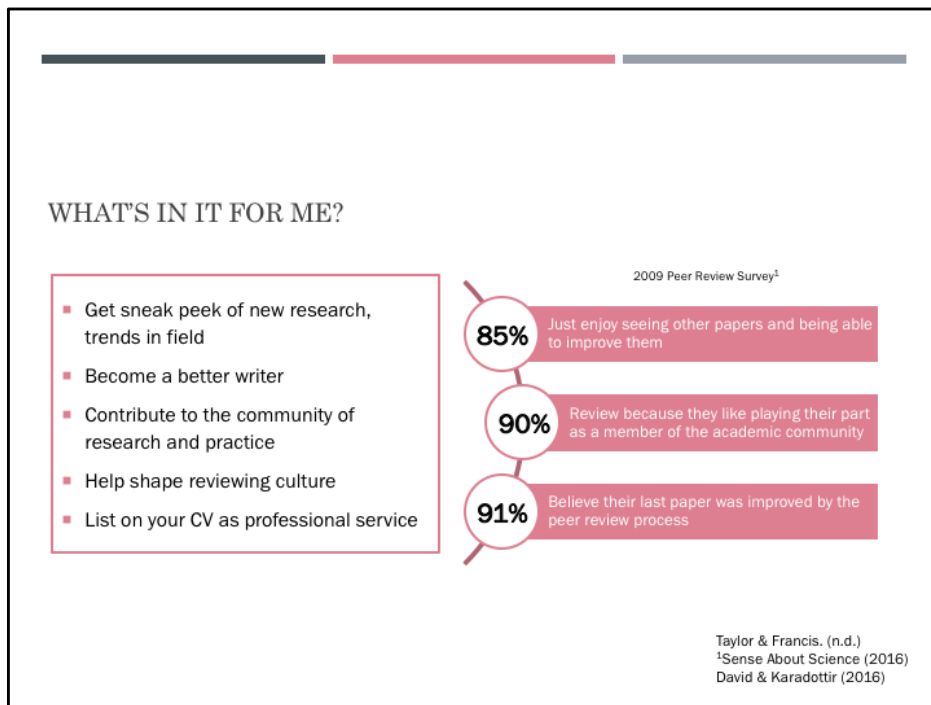 WHAT'S IN IT FOR ME?
▪ Get sneak peek of new research,
trends in field
▪ Become a better writer
▪ Contribute to the community of
research and practice
▪ Help shape reviewing culture
▪ List on your CV as professional service
2009 Peer Review Survey¹
85%
Just enjoy seeing other papers and being able
to improve them
90%
Review because they like playing their part
as a member of the academic community
91%
Believe their last paper was improved by the
peer review process
Taylor & Francis. (n.d.)
¹Sense About Science (2016)
David & Karadottir (2016)